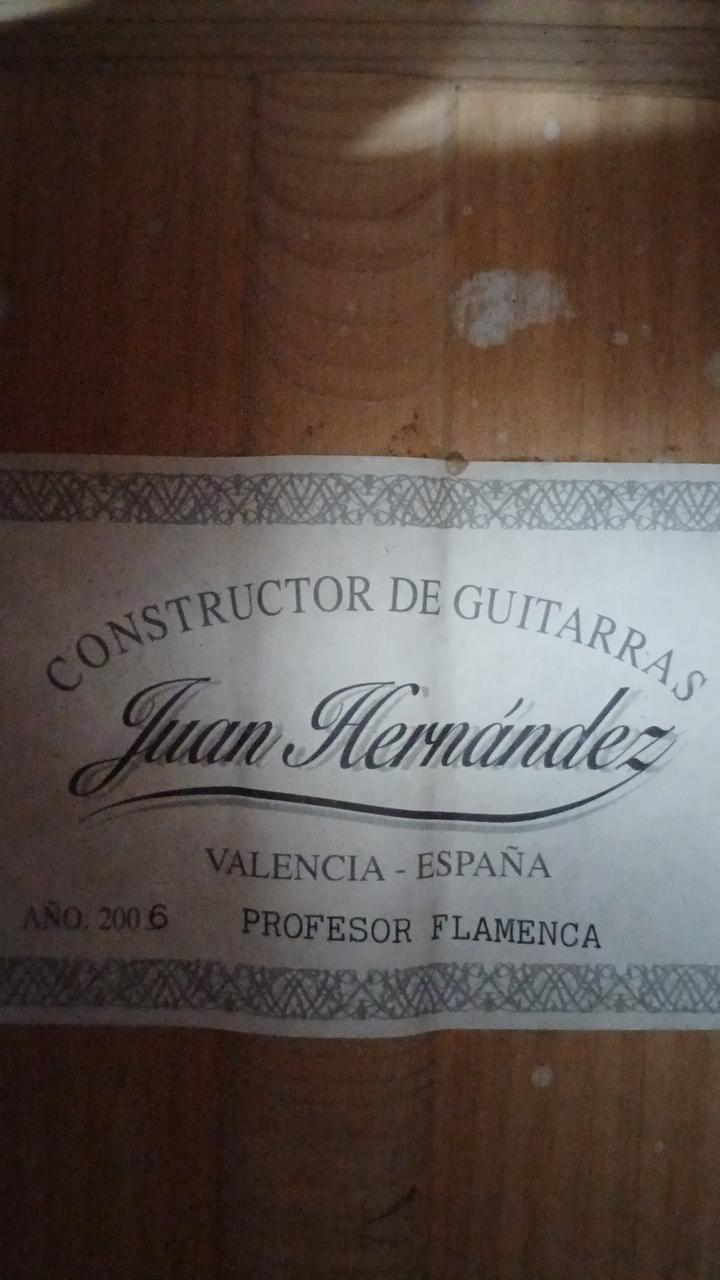 CONSTRUCTOR DE GUITARRAS
Juan Hernández
VALENCIA - ESPAÑA
AÑO. 2006 PROFESOR FLAMENCA